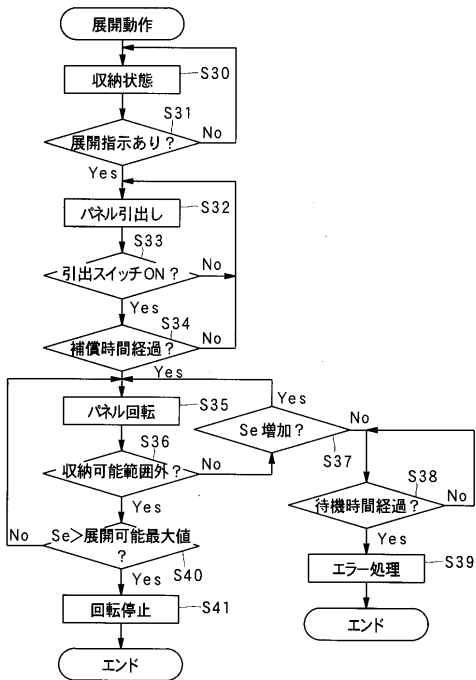 展開動作
収納状態
S30
S31
展開指示あり?
No
Yes
パネル引出し
S32
S33
引出スイッチON?
No
Yes
S34
補償時間経過?
No
Yes
パネル回転
S35
Yes
Se増加?
No
S37
S36
収納可能範囲外?
No
Yes
S38
待機時間経過?
No
Yes
No
Se>展開可能最大値
?
S40
Yes
エラー処理
S39
回転停止
S41
エンド
エンド